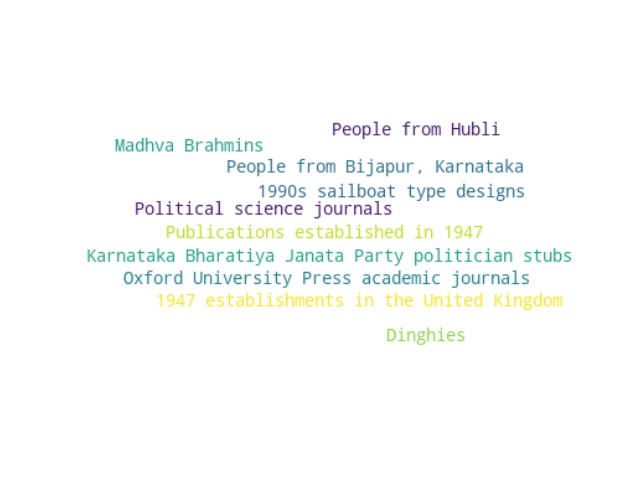 People from Hubli
Madhva Brahmins
People from Bijapur, Karnataka
1990s sailboat type designs
Political science journals
Publications established in 1947
Karnataka Bharatiya Janata Party politician stubs
Oxford University Press academic journals
1947 establishments in the United Kingdom
Dinghies